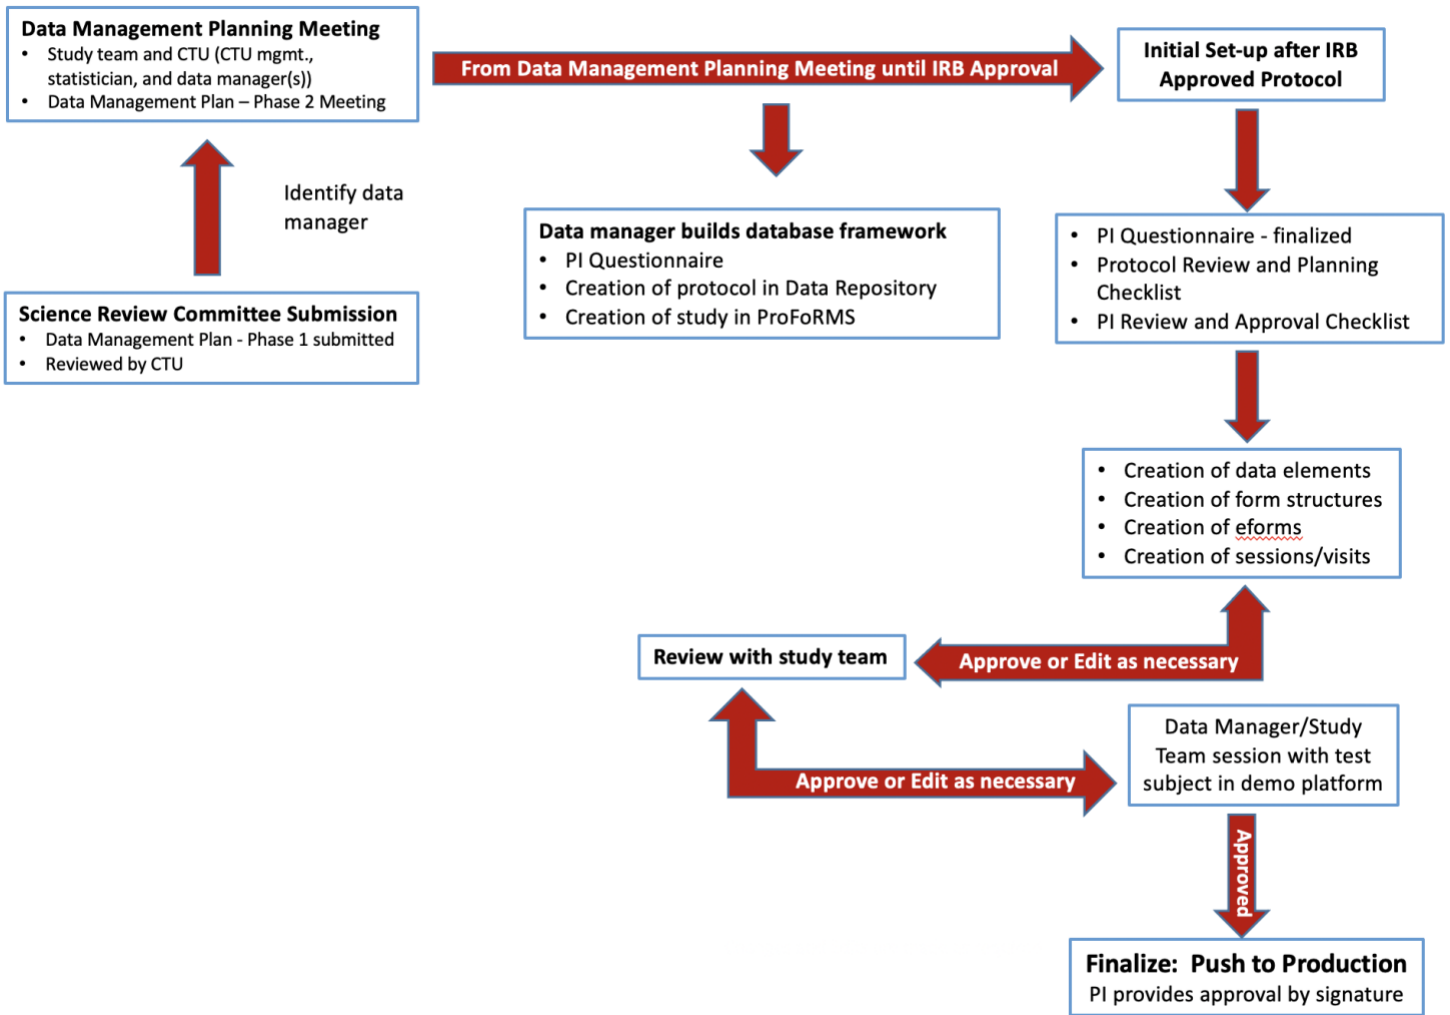 Data Management Planning Meeting
• Study team and CTU (CTU mgmt.,
statistician, and data manager(s))
• Data Management Plan – Phase 2 Meeting
From Data Management Planning Meeting until IRB Approval
Initial Set-up after IRB
Approved Protocol
Identify data
manager
Science Review Committee Submission
• Data Management Plan - Phase 1 submitted
• Reviewed by CTU
Data manager builds database framework
• PI Questionnaire
• Creation of protocol in Data Repository
• Creation of study in ProFoRMS
• PI Questionnaire - finalized
• Protocol Review and Planning
Checklist
• PI Review and Approval Checklist
• Creation of data elements
• Creation of form structures
• Creation of eforms
• Creation of sessions/visits
Approve or Edit as necessary
Review with study team
Approve or Edit as necessary
Data Manager/Study
Team session with test
subject in demo platform
Approved
Finalize:  Push to Production
PI provides approval by signature